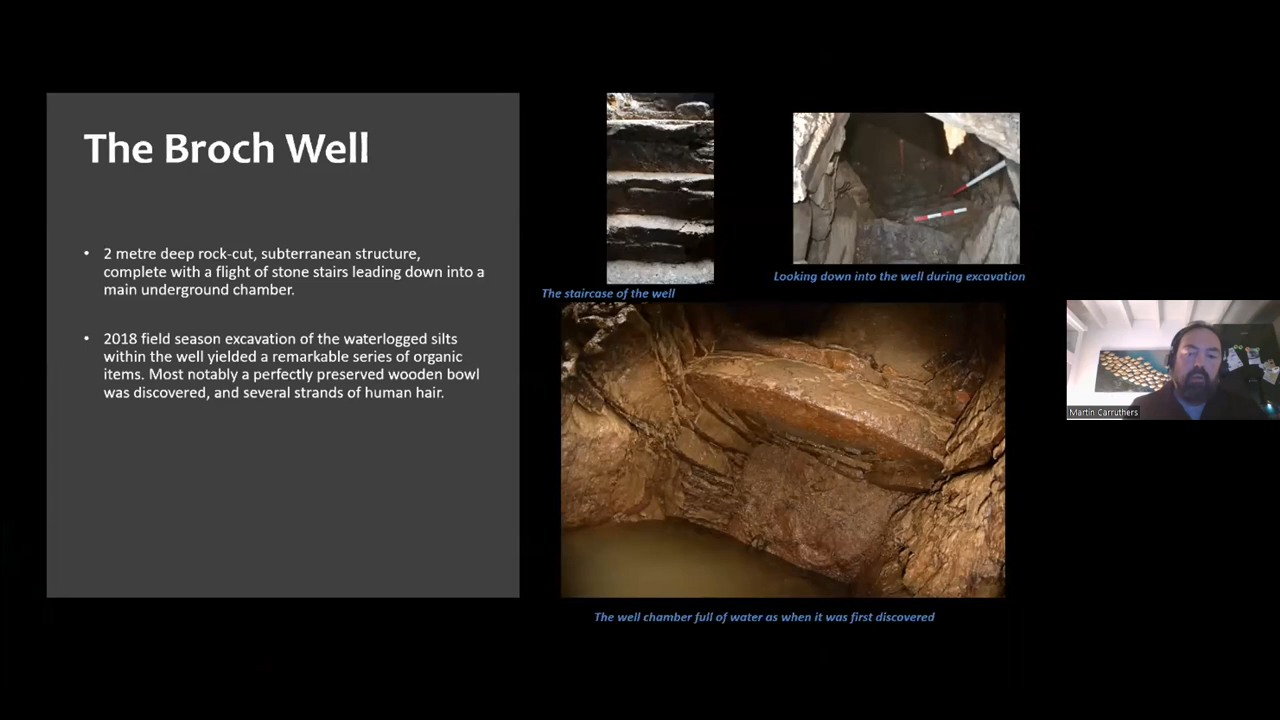 The Broch Well
• 2 metre deep rock-cut, subterranean structure,
complete with a flight of stone stairs leading down into a
main underground chamber.
• 2018 field season excavation of the waterlogged silts
within the well yielded a remarkable series of organic
items. Most notably a perfectly preserved wooden bowl
was discovered, and several strands of human hair.
The staircase of the well
Looking down into the well during excavation
The well chamber full of water as when it was first discovered
Martin Carruthers